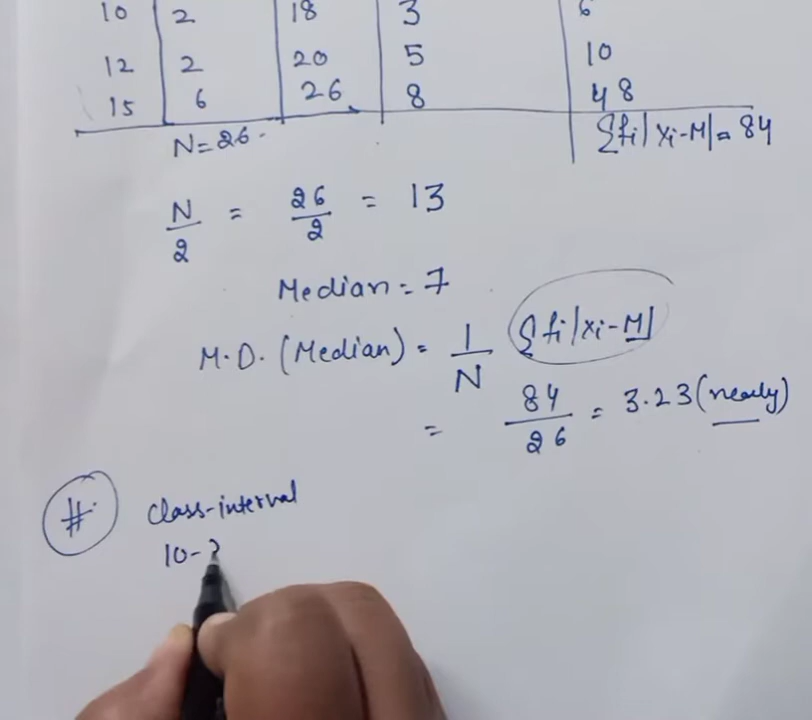 10 2 18 3 6
12 2 20 5 10
15 6 26 8 48
N=26. Σfi|xi-M|= 84
N/2 = 26/2 = 13
Median = 7
M.D. (Median) = 1/N Σfi|xi-M|
= 84/26 = 3.23 (nearly)
# class-interval
10-